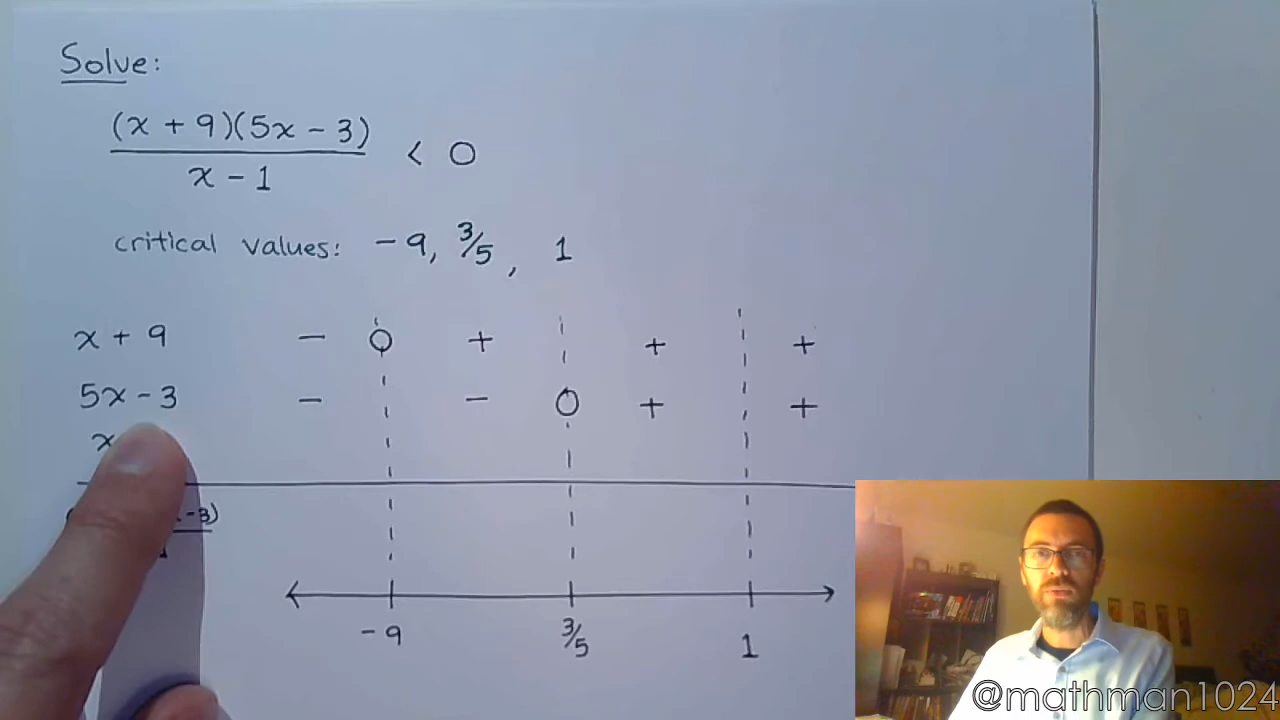 Solve:
(x + 9)(5x - 3)
x - 1
< 0
critical values: -9, 3/5, 1
x + 9 - 0 + + +
5x - 3 - - 0 + +
x
-3)
-9 3/5 1
@mathman1024